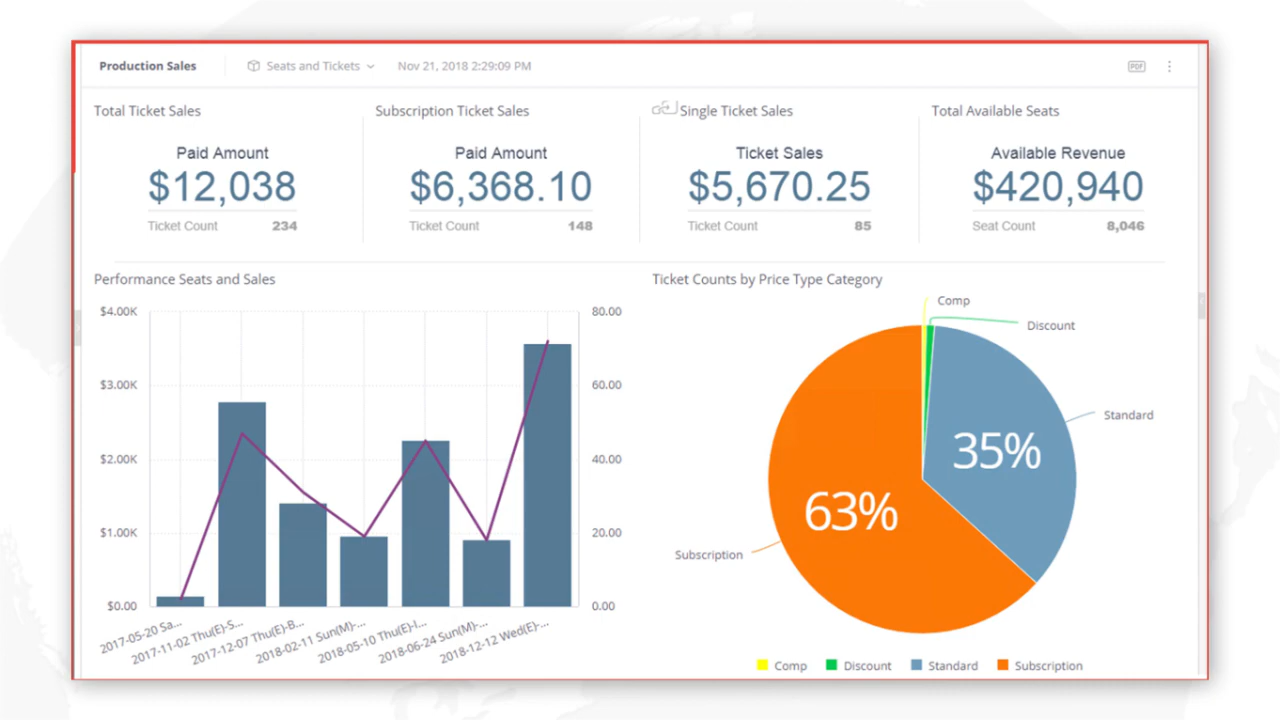 Production Sales
Seats and Tickets
Nov 21, 2018 2:29:09 PM
PDF
Total Ticket Sales
Paid Amount
$12,038
Ticket Count 234
Subscription Ticket Sales
Paid Amount
$6,368.10
Ticket Count 148
Single Ticket Sales
Ticket Sales
$5,670.25
Ticket Count 85
Total Available Seats
Available Revenue
$420,940
Seat Count 8,046
Performance Seats and Sales
$4.00K
$3.00K
$2.00K
$1.00K
$0.00
80.00
60.00
40.00
20.00
0.00
2017-05-20 Sa...
2017-11-02 Thu(E)-S...
2017-12-07 Thu(E)-B...
2018-02-11 Sun(M)-...
2018-05-10 Thu(E)-I...
2018-06-24 Sun(M)-...
2018-12-12 Wed(E)-...
Ticket Counts by Price Type Category
Comp
Discount
Standard
35%
63%
Subscription
Comp Discount Standard Subscription